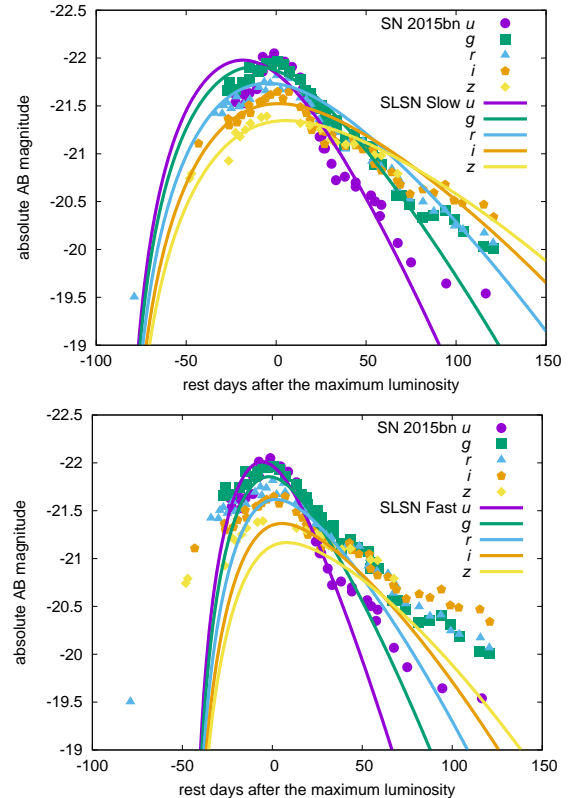 -22
-21.5
-21
-20.5
-20
-19.5
-19
absolute AB magnitude
SN 2015bn u
g
r
i
z
SLSN Slow u
g
r
i
z
-100 -50 0 50 100 150
rest days after the maximum luminosity
-22.5
-22
-21.5
-21
-20.5
-20
-19.5
-19
absolute AB magnitude
SN 2015bn u
g
r
i
z
SLSN Fast u
g
r
i
z
-100 -50 0 50 100 150
rest days after the maximum luminosity